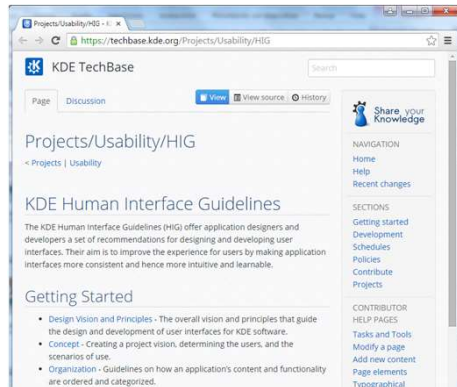 Projects/Usability/HIG - K
https://techbase.kde.org/Projects/Usability/HIG
KDE TechBase
Search
Page
Discussion
View
View source
History
Projects/Usability/HIG
< Projects | Usability
KDE Human Interface Guidelines
The KDE Human Interface Guidelines (HIG) offer application designers and
developers a set of recommendations for designing and developing user
interfaces. Their aim is to improve the experience for users by making application
interfaces more consistent and hence more intuitive and learnable.
Getting Started
• Design Vision and Principles - The overall vision and principles that guide
the design and development of user interfaces for KDE software.
• Concept - Creating a project vision, determining the users, and the
scenarios of use.
• Organization - Guidelines on how an application's content and functionality
are ordered and categorized.
Share your
Knowledge
NAVIGATION
Home
Help
Recent changes
SECTIONS
Getting started
Development
Schedules
Policies
Contribute
Projects
CONTRIBUTOR
HELP PAGES
Tasks and Tools
Modify a page
Add new content
Page elements
Typographical